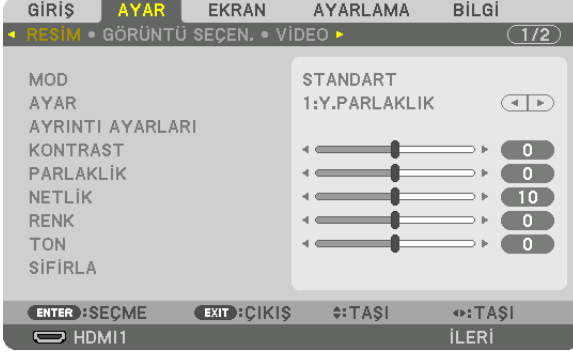 GİRİŞ AYAR EKRAN AYARLAMA BİLGİ
RESİM • GÖRÜNTÜ SEÇEN. • VİDEO 1/2
MOD STANDART
AYAR 1:Y.PARLAKLIK
AYRINTI AYARLARI
KONTRAST 0
PARLAKLİK 0
NETLİK 10
RENK 0
TON 0
SİFİRLA
ENTER :SEÇME EXIT :ÇIKIŞ :TAŞI :TAŞI
HDMI1 İLERİ